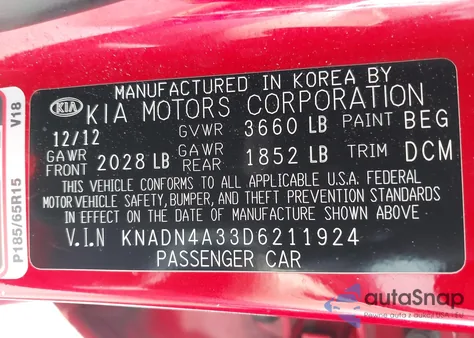 MANUFACTURED IN KOREA BY
KIA KIA MOTORS CORPORATION
12/12 GVWR 3660 LB PAINT BEG
GAWR FRONT 2028 LB GAWR REAR 1852 LB TRIM DCM
THIS VEHICLE CONFORMS TO ALL APPLICABLE U.S.A. FEDERAL
MOTOR VEHICLE SAFETY, BUMPER, AND THEFT PREVENTION STANDARDS
IN EFFECT ON THE DATE OF MANUFACTURE SHOWN ABOVE.
V.I.N KNADN4A33D6211924
PASSENGER CAR
P185/65R15 V18
autoSnap